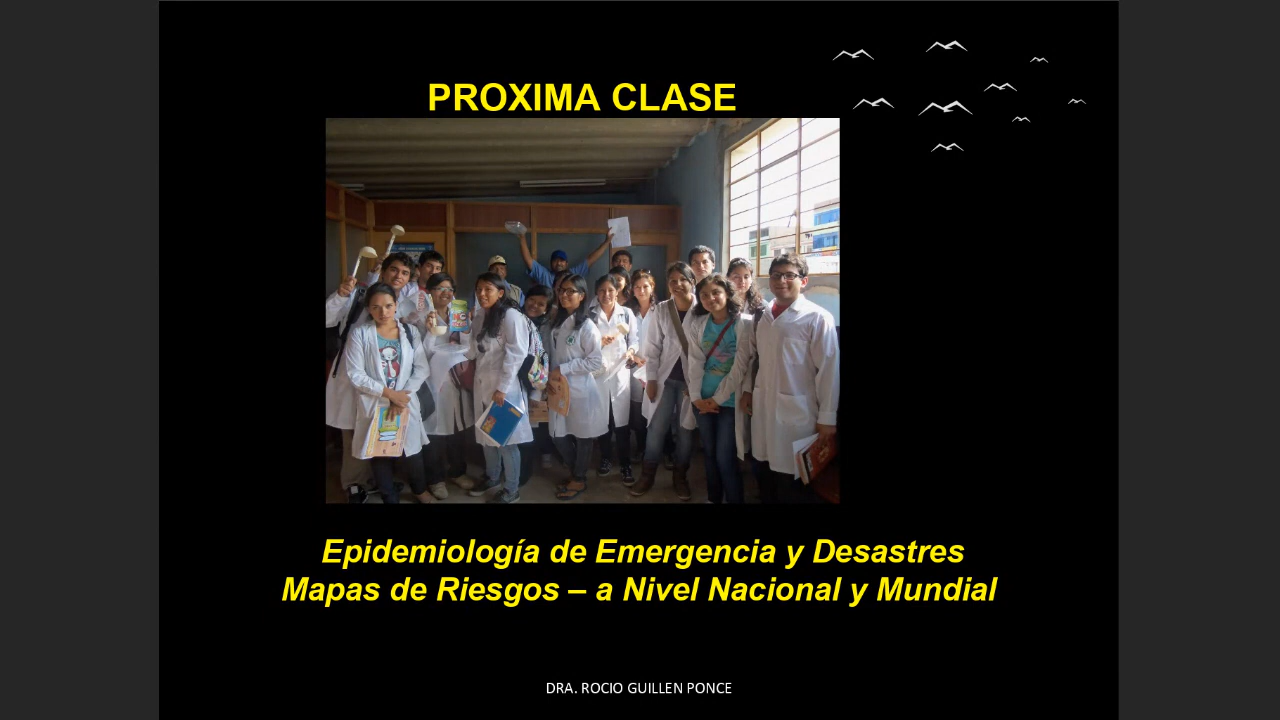 PROXIMA CLASE
Epidemiología de Emergencia y Desastres
Mapas de Riesgos – a Nivel Nacional y Mundial
DRA. ROCIO GUILLEN PONCE